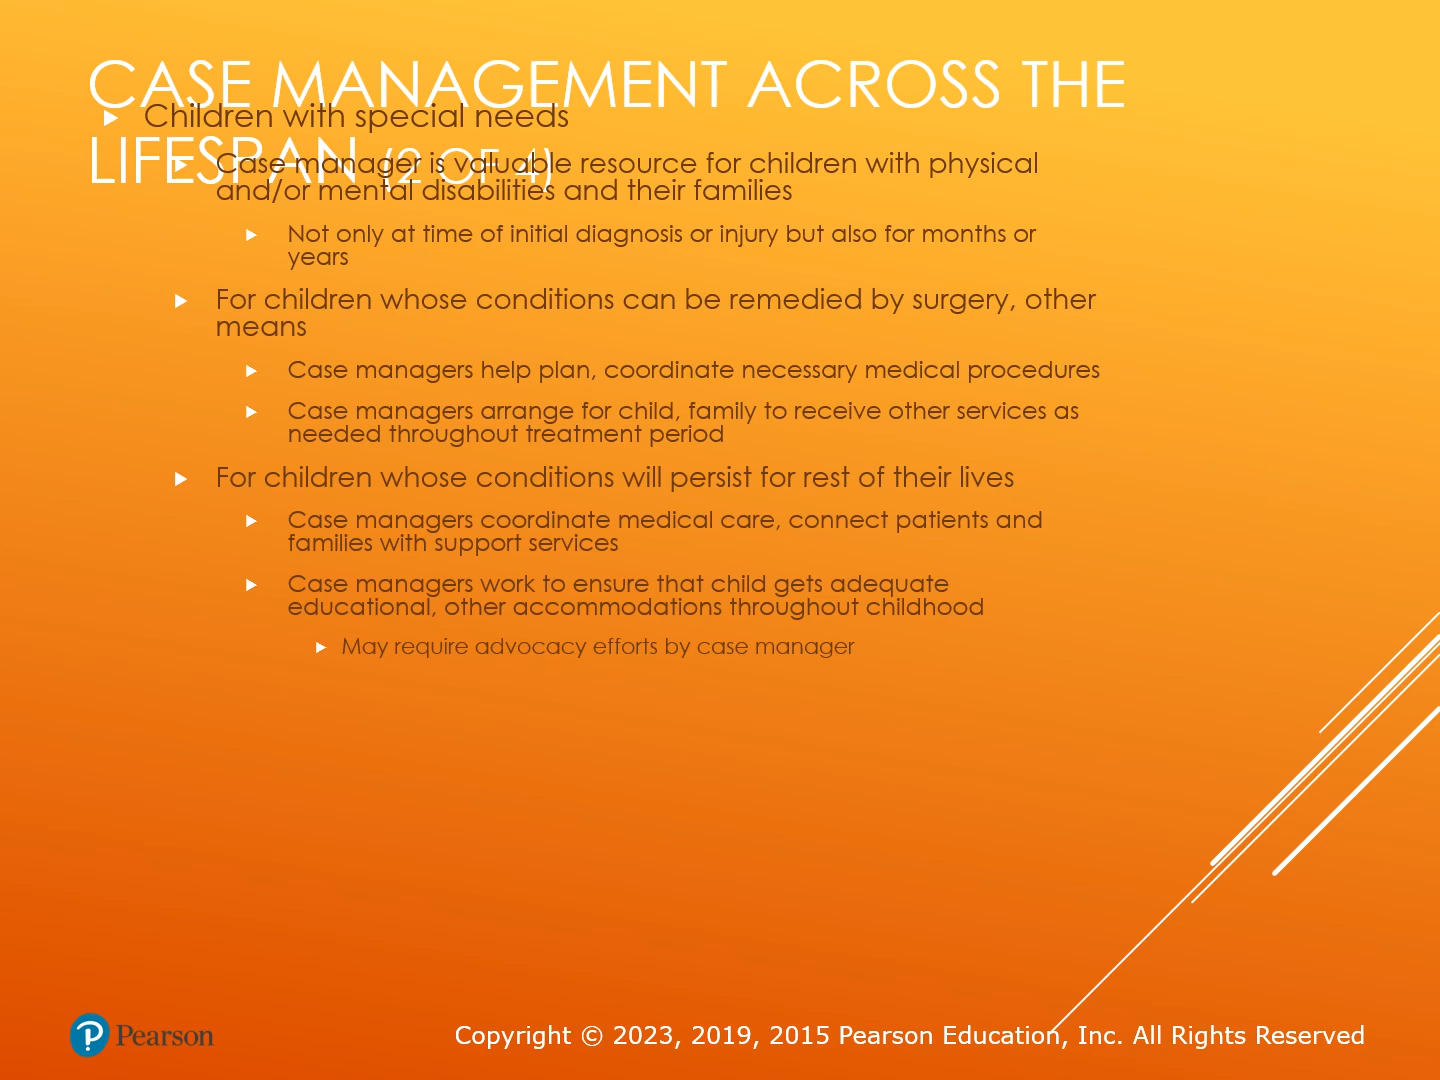 CASE MANAGEMENT ACROSS THE
LIFESPAN (2 OF 4)
Children with special needs
Case manager is valuable resource for children with physical
and/or mental disabilities and their families
Not only at time of initial diagnosis or injury but also for months or
years
For children whose conditions can be remedied by surgery, other
means
Case managers help plan, coordinate necessary medical procedures
Case managers arrange for child, family to receive other services as
needed throughout treatment period
For children whose conditions will persist for rest of their lives
Case managers coordinate medical care, connect patients and
families with support services
Case managers work to ensure that child gets adequate
educational, other accommodations throughout childhood
May require advocacy efforts by case manager
Pearson
Copyright © 2023, 2019, 2015 Pearson Education, Inc. All Rights Reserved